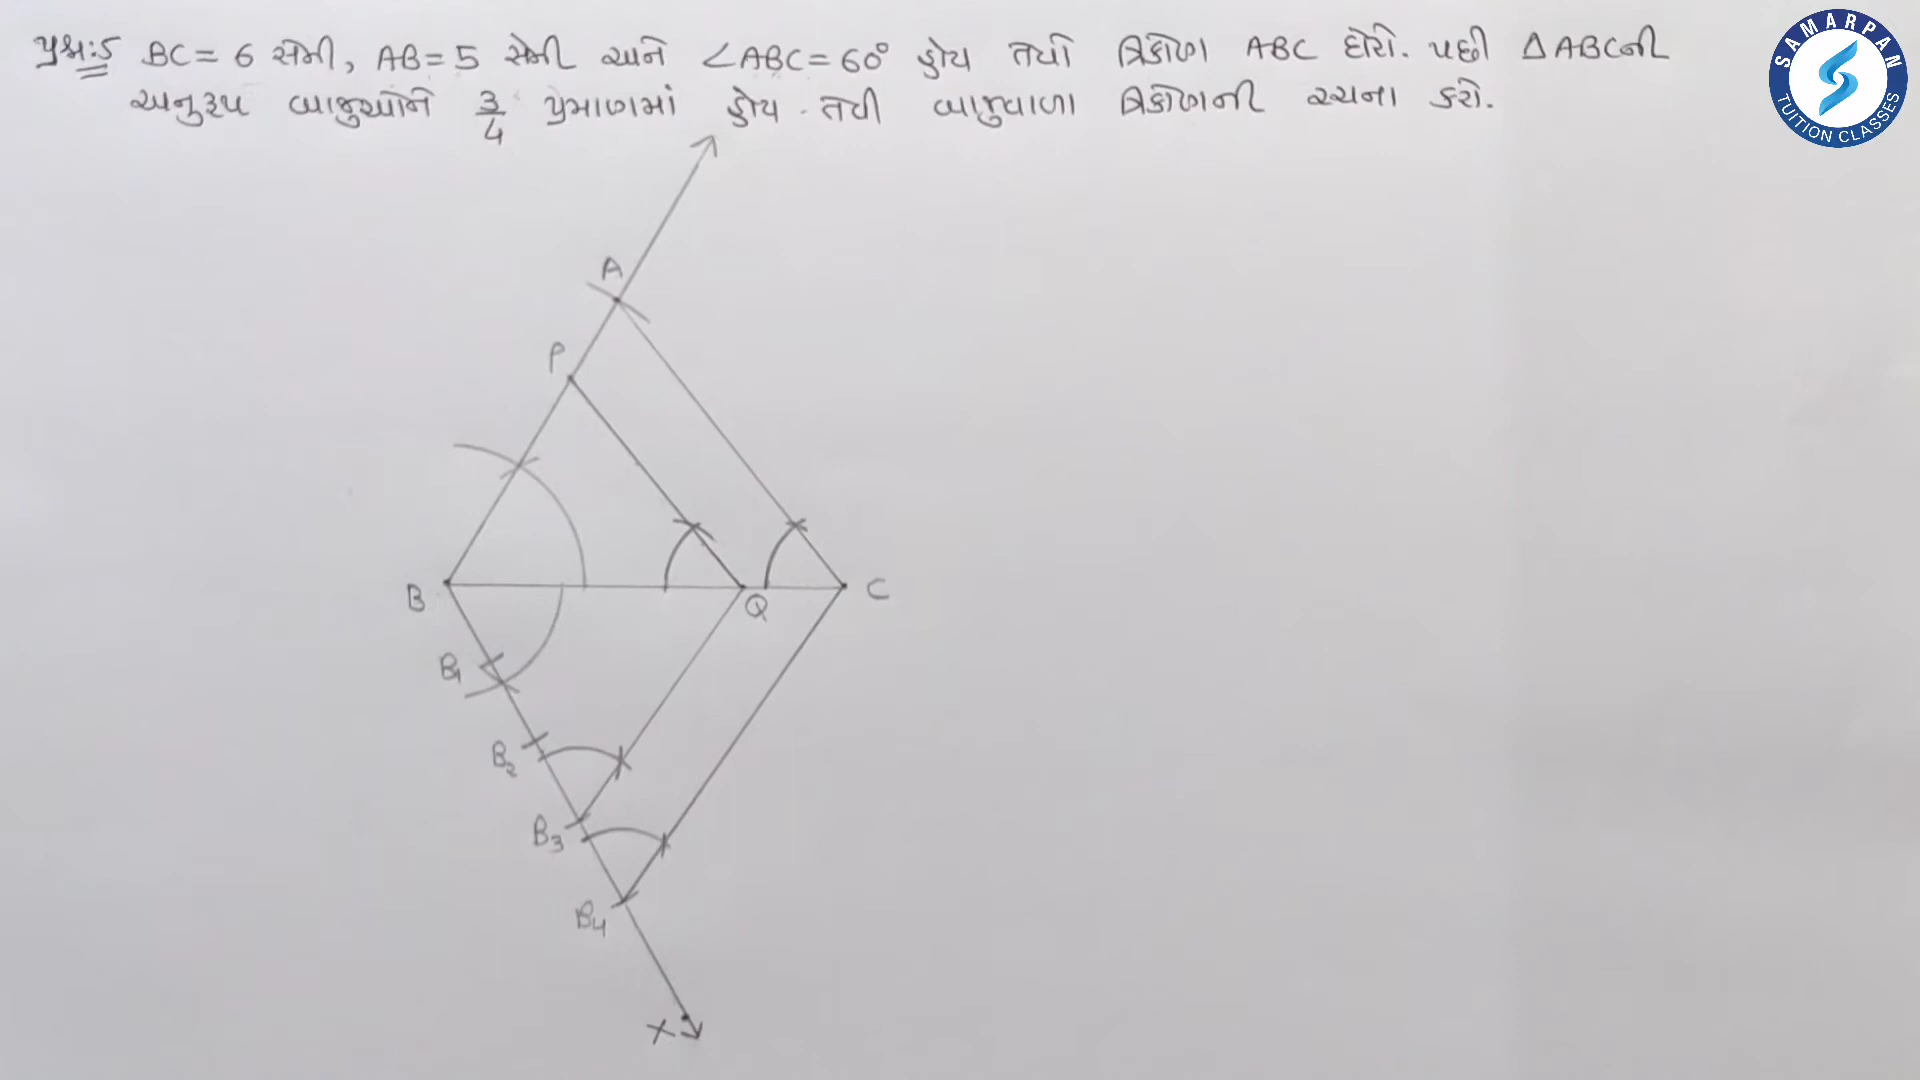 પ્રશ્ન:5 BC = 6 સેમી, AB = 5 સેમી અને ∠ABC = 60° હોય તેવો ત્રિકોણ ABC દોરો. પછી ΔABCની
અનુરૂપ બાજુઓને 3/4 પ્રમાણમાં હોય તેવી બાજુવાળા ત્રિકોણની રચના કરો.
SAMARPAN
TUITION CLASSES
A
P
B
Q
C
B1
B2
B3
B4
X